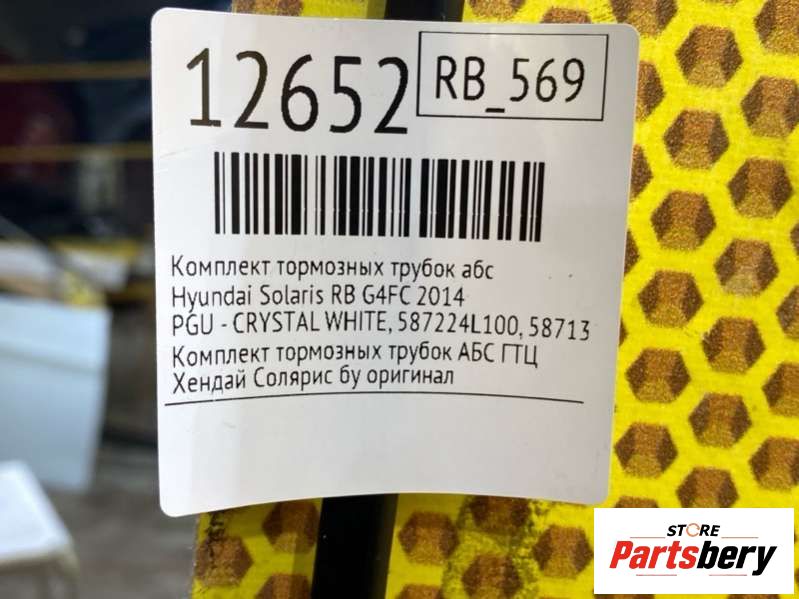 12652
RB_569
Комплект тормозных трубок абс
Hyundai Solaris RB G4FC 2014
PGU - CRYSTAL WHITE, 587224L100, 58713
Комплект тормозных трубок АБС ГТЦ
Хендай Солярис бу оригинал
STORE
Partsbery